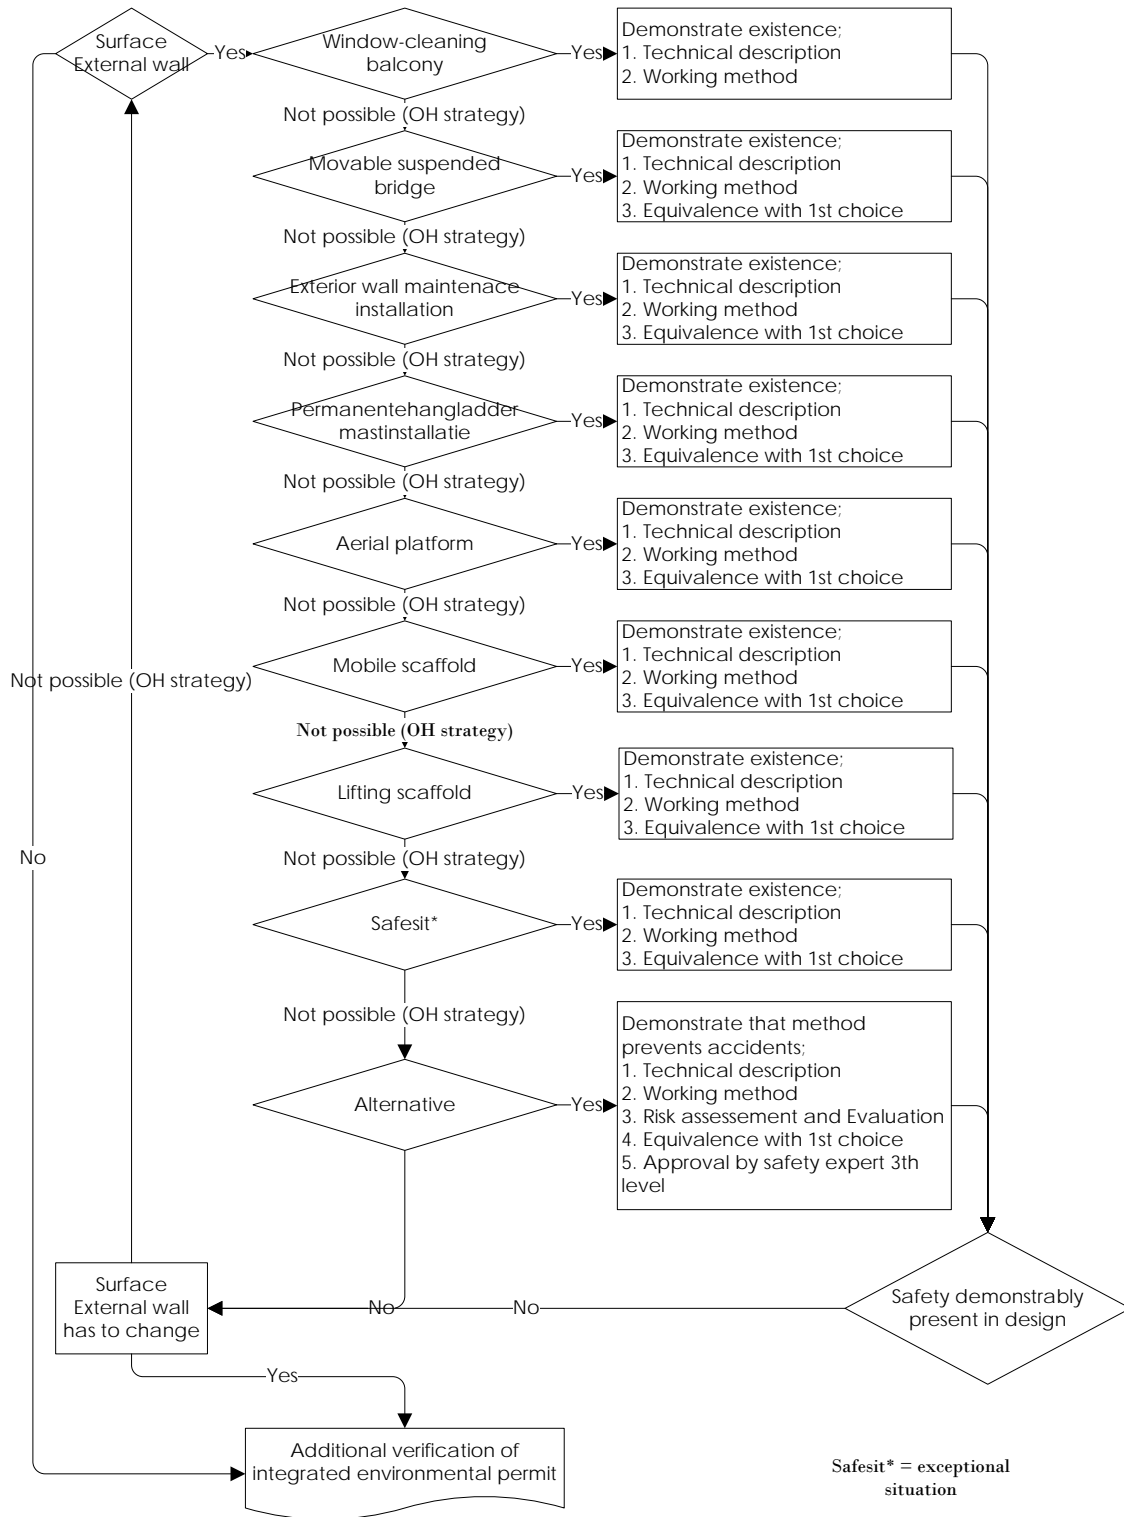 Surface
External wall
Yes
Window-cleaning
balcony
Yes
Demonstrate existence;
1. Technical description
2. Working method
Not possible (OH strategy)
Movable suspended
bridge
Yes
Demonstrate existence;
1. Technical description
2. Working method
3. Equivalence with 1st choice
Not possible (OH strategy)
Exterior wall maintenace
installation
Yes
Demonstrate existence;
1. Technical description
2. Working method
3. Equivalence with 1st choice
Not possible (OH strategy)
Permanentehangladder
mastinstallatie
Yes
Demonstrate existence;
1. Technical description
2. Working method
3. Equivalence with 1st choice
Not possible (OH strategy)
Aerial platform
Yes
Demonstrate existence;
1. Technical description
2. Working method
3. Equivalence with 1st choice
Not possible (OH strategy)
Mobile scaffold
Yes
Demonstrate existence;
1. Technical description
2. Working method
3. Equivalence with 1st choice
Not possible (OH strategy)
Not possible (OH strategy)
Lifting scaffold
Yes
Demonstrate existence;
1. Technical description
2. Working method
3. Equivalence with 1st choice
No
Not possible (OH strategy)
Safesit*
Yes
Demonstrate existence;
1. Technical description
2. Working method
3. Equivalence with 1st choice
Not possible (OH strategy)
Alternative
Yes
Demonstrate that method
prevents accidents;
1. Technical description
2. Working method
3. Risk assessement and Evaluation
4. Equivalence with 1st choice
5. Approval by safety expert 3th
level
Surface
External wall
has to change
No
No
Safety demonstrably
present in design
Yes
Additional verification of
integrated environmental permit
Safesit* = exceptional
situation